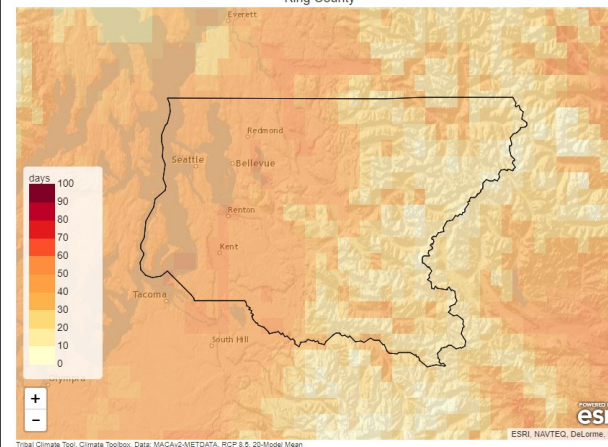 King County
Everett
Redmond
Seattle
Bellevue
Renton
Kent
Tacoma
South Hill
Olympia
days
100
90
80
70
60
50
40
30
20
10
0
+
−
POWERED
esri
ESRI, NAVTEQ, DeLorme,
Tribal Climate Tool, Climate Toolbox, Data: MACAv2-METDATA, RCP 8.5, 20-Model Mean